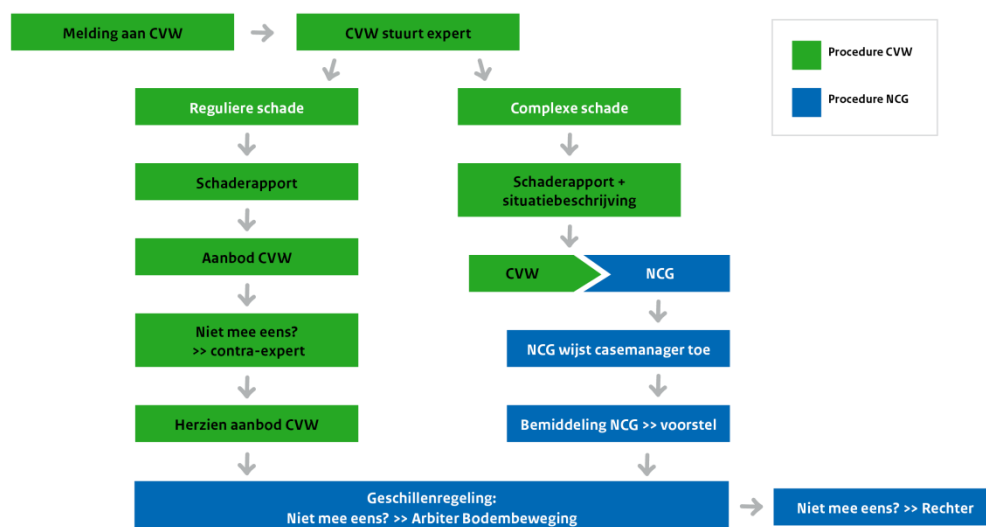 Melding aan CVW
CVW stuurt expert
Procedure CVW
Procedure NCG
Reguliere schade
Complexe schade
Schaderapport
Schaderapport +
situatiebeschrijving
Aanbod CVW
CVW
NCG
Niet mee eens?
>> contra-expert
NCG wijst casemanager toe
Herzien aanbod CVW
Bemiddeling NCG >> voorstel
Geschillenregeling:
Niet mee eens? >> Arbiter Bodembeweging
Niet mee eens? >> Rechter